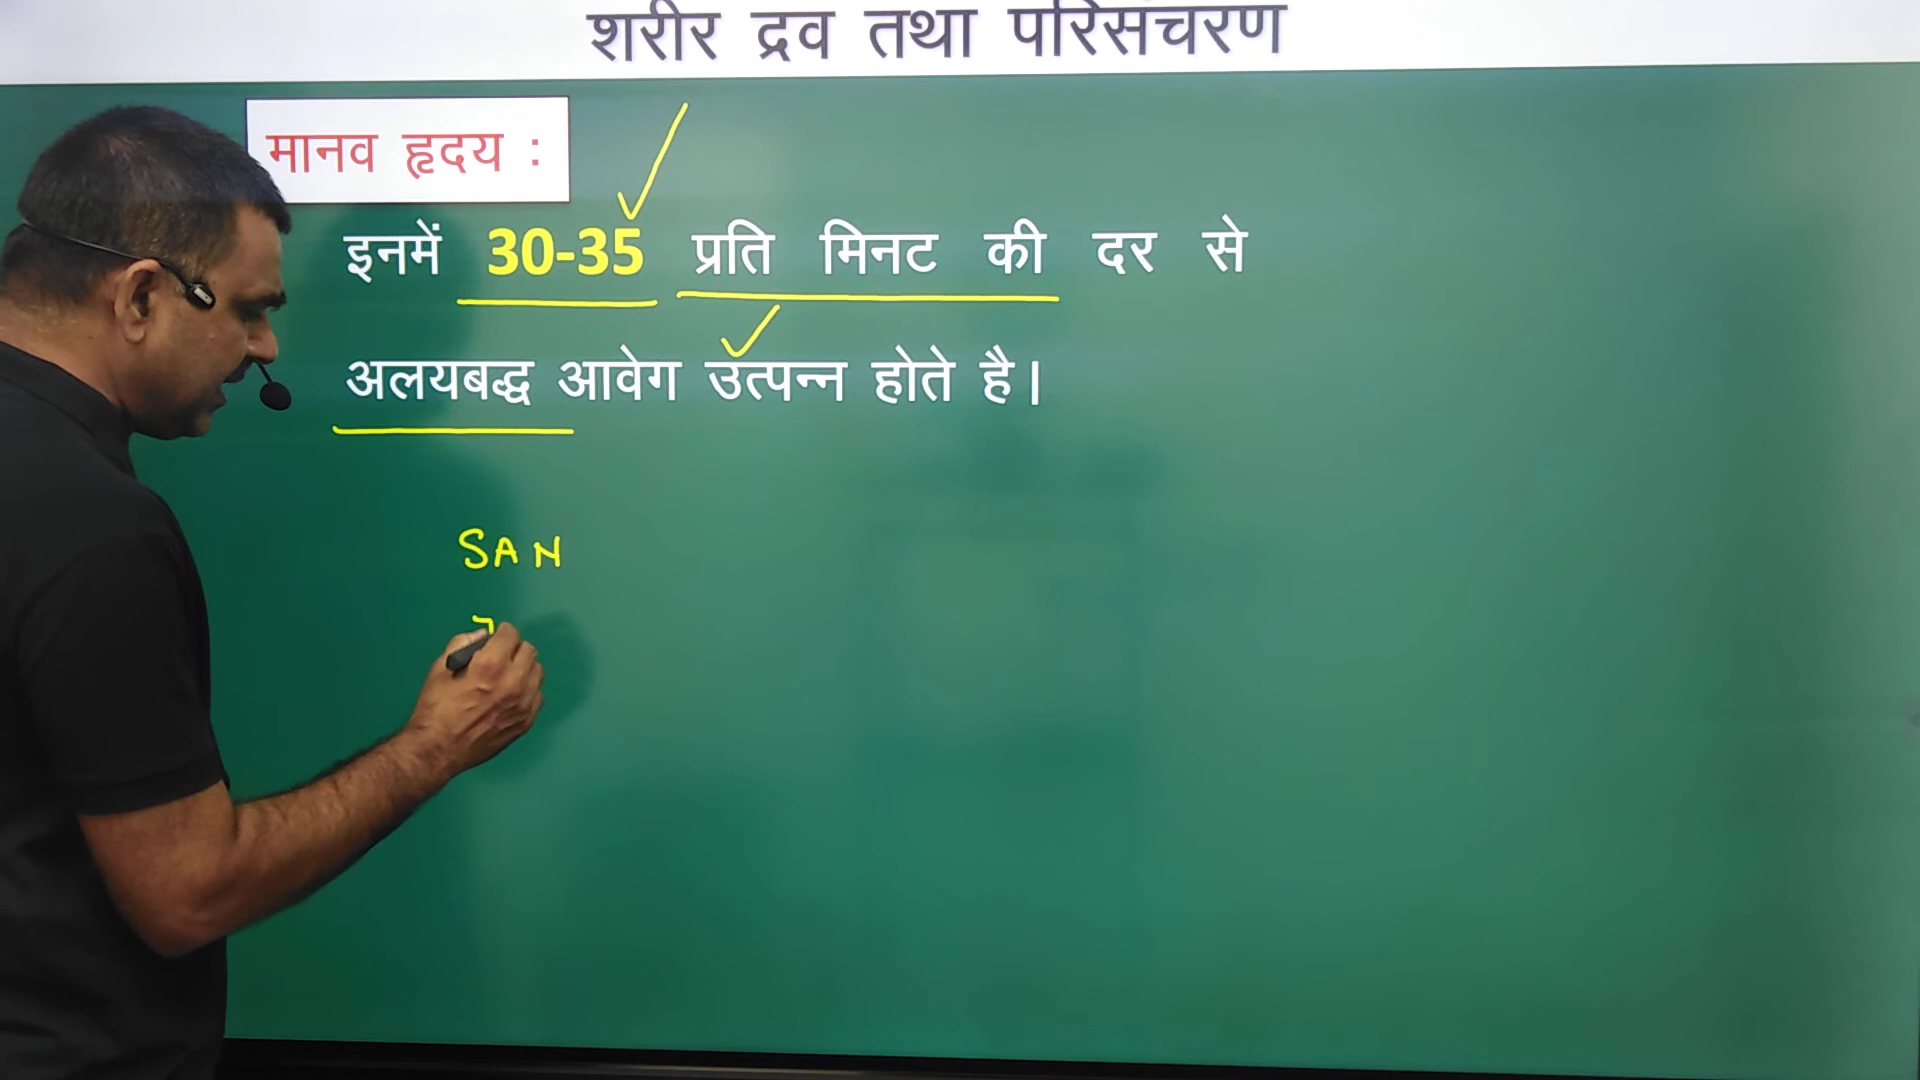 शरीर द्रव तथा परिसंचरण
मानव हृदय :
इनमें 30-35 प्रति मिनट की दर से
अलयबद्ध आवेग उत्पन्न होते है।
SAN